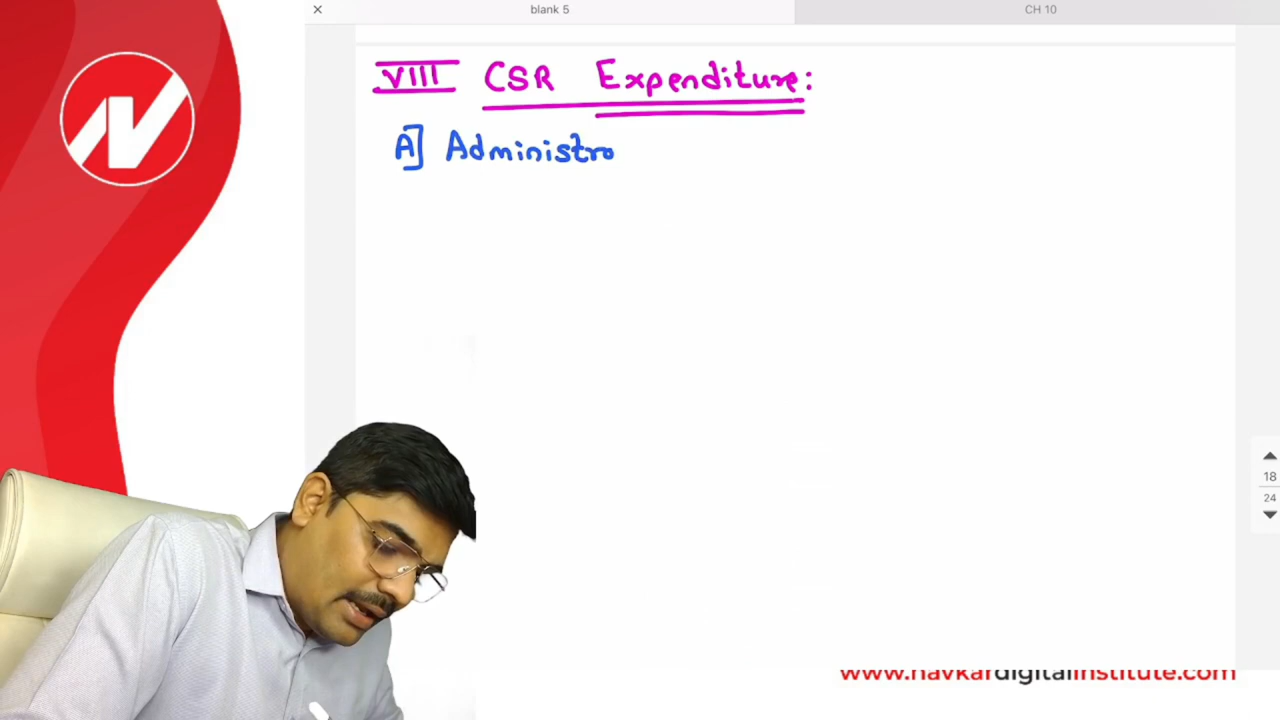 blank 5
CH 10
VIII CSR Expenditure:
A] Administra
18
24
www.navkardigitalinstitute.com